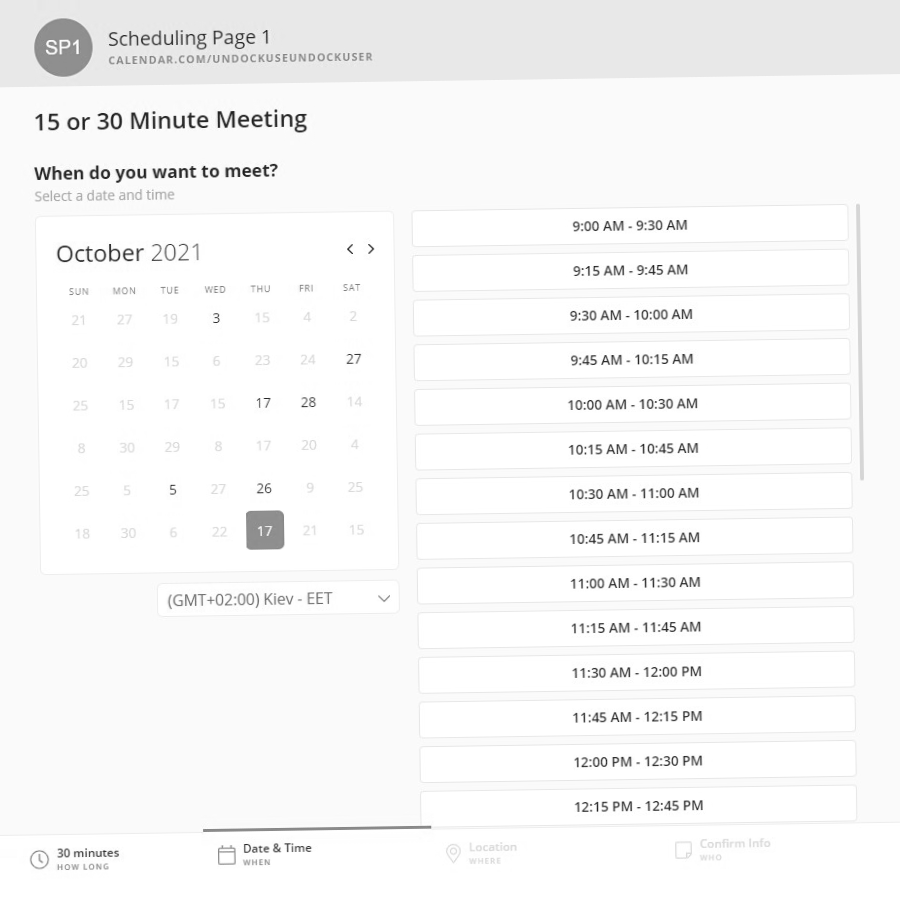 SP1
Scheduling Page 1
CALENDAR.COM/UNDOCKUSEUNDOCKUSER
15 or 30 Minute Meeting
When do you want to meet?
Select a date and time
October 2021
SUN MON TUE WED THU FRI SAT
21 27 19 3 15 4 2
20 29 15 6 23 24 27
25 15 17 15 17 28 14
8 30 29 8 17 20 4
25 5 5 27 26 9 25
18 30 6 22 17 21 15
(GMT+02:00) Kiev - EET
9:00 AM - 9:30 AM
9:15 AM - 9:45 AM
9:30 AM - 10:00 AM
9:45 AM - 10:15 AM
10:00 AM - 10:30 AM
10:15 AM - 10:45 AM
10:30 AM - 11:00 AM
10:45 AM - 11:15 AM
11:00 AM - 11:30 AM
11:15 AM - 11:45 AM
11:30 AM - 12:00 PM
11:45 AM - 12:15 PM
12:00 PM - 12:30 PM
12:15 PM - 12:45 PM
30 minutes
HOW LONG
Date & Time
WHEN
Location
WHERE
Confirm Info
WHO